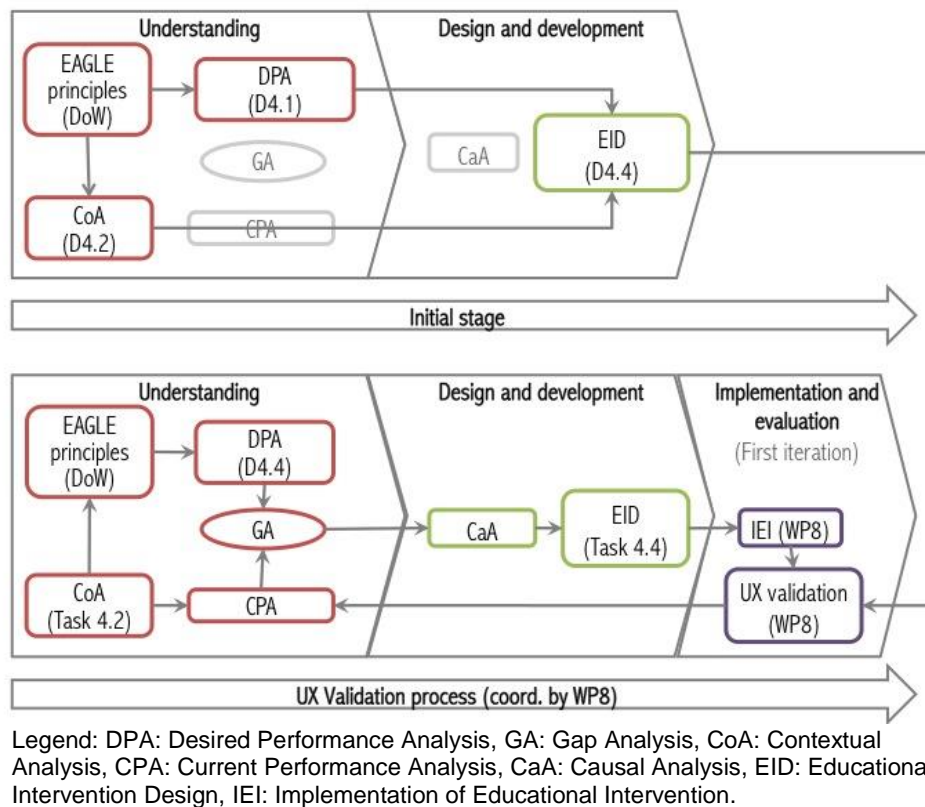 Understanding
Design and development
EAGLE
principles
(DoW)
DPA
(D4.1)
GA
CaA
EID
(D4.4)
CoA
(D4.2)
CPA
Initial stage
Understanding
Design and development
Implementation and
evaluation
(First iteration)
EAGLE
principles
(DoW)
DPA
(D4.4)
GA
CaA
EID
(Task 4.4)
IEI (WP8)
CoA
(Task 4.2)
CPA
UX validation
(WP8)
UX Validation process (coord. by WP8)
Legend: DPA: Desired Performance Analysis, GA: Gap Analysis, CoA: Contextual
Analysis, CPA: Current Performance Analysis, CaA: Causal Analysis, EID: Educationa
Intervention Design, IEI: Implementation of Educational Intervention.